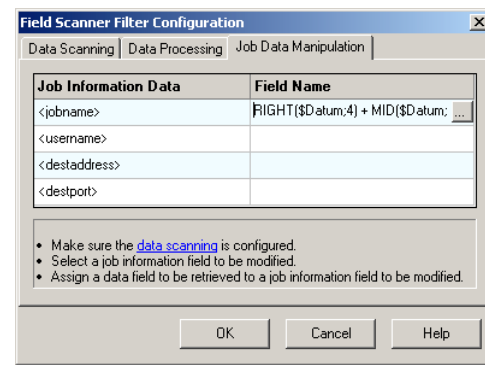 Field Scanner Filter Configuration X
Data Scanning Data Processing Job Data Manipulation
Job Information Data Field Name
<jobname> RIGHT($Datum;4) + MID($Datum; ...
<username>
<destaddress>
<destport>
• Make sure the data scanning is configured.
• Select a job information field to be modified.
• Assign a data field to be retrieved to a job information field to be modified.
OK Cancel Help